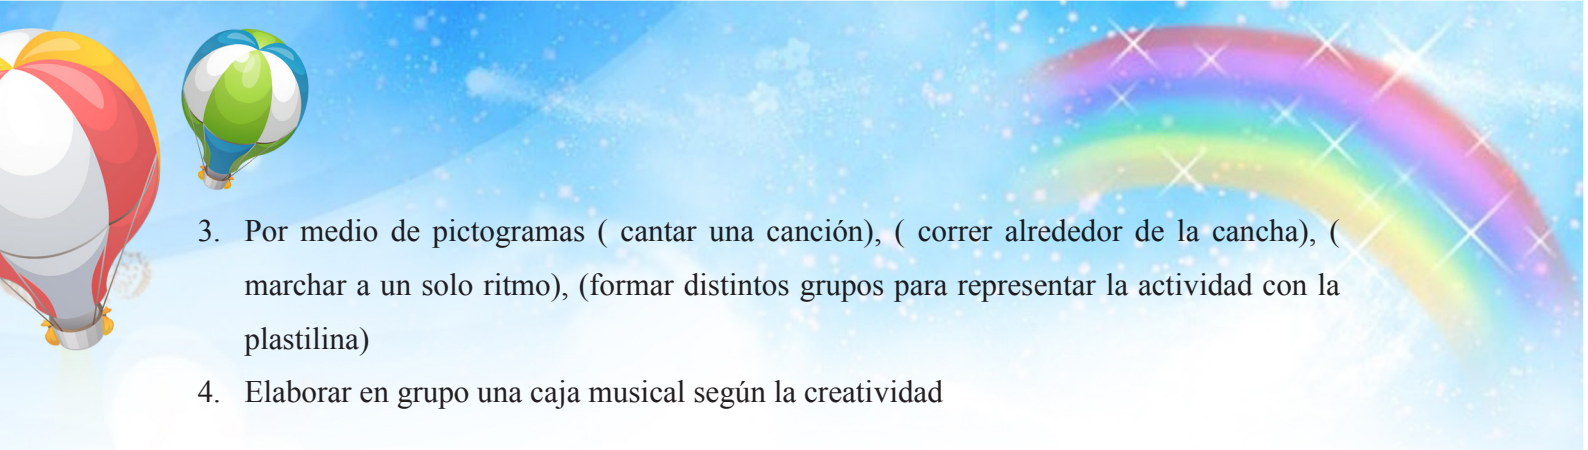 3. Por medio de pictogramas ( cantar una canción), ( correr alrededor de la cancha), (
marchar a un solo ritmo), (formar distintos grupos para representar la actividad con la
plastilina)
4. Elaborar en grupo una caja musical según la creatividad